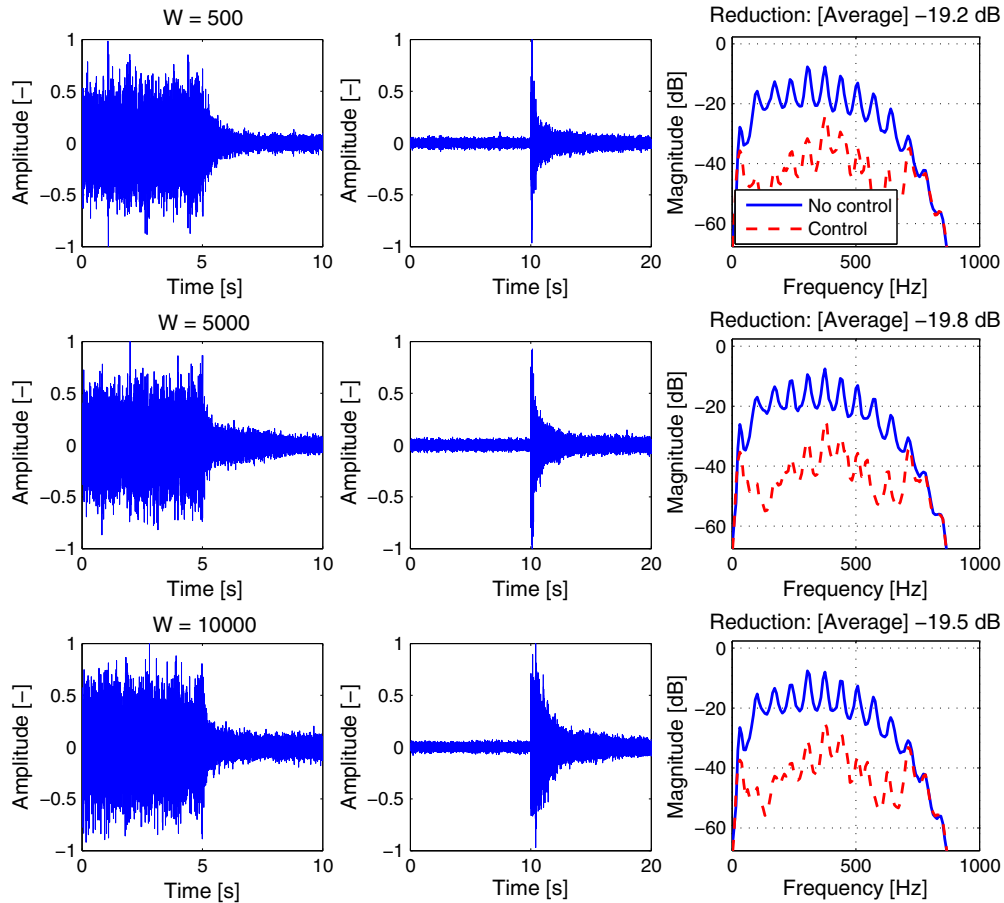 W = 500
Reduction: [Average] −19.2 dB
Amplitude [−]
1
0.5
0
−0.5
−1
0
5
10
Time [s]
Amplitude [−]
1
0.5
0
−0.5
−1
0
10
20
Time [s]
Magnitude [dB]
0
−20
−40
−60
No control
Control
0
500
1000
Frequency [Hz]
W = 5000
Reduction: [Average] −19.8 dB
Amplitude [−]
1
0.5
0
−0.5
−1
0
5
10
Time [s]
Amplitude [−]
1
0.5
0
−0.5
−1
0
10
20
Time [s]
Magnitude [dB]
0
−20
−40
−60
0
500
1000
Frequency [Hz]
W = 10000
Reduction: [Average] −19.5 dB
Amplitude [−]
1
0.5
0
−0.5
−1
0
5
10
Time [s]
Amplitude [−]
1
0.5
0
−0.5
−1
0
10
20
Time [s]
Magnitude [dB]
0
−20
−40
−60
0
500
1000
Frequency [Hz]